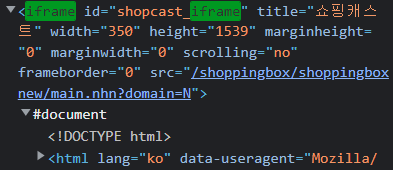 <iframe id="shopcast_iframe" title="쇼핑캐스
트" width="350" height="1539" marginheight=
"0" marginwidth="0" scrolling="no"
frameborder="0" src="/shoppingbox/shoppingbox
new/main.nhn?domain=N">
#document
<!DOCTYPE html>
<html lang="ko" data-useragent="Mozilla/